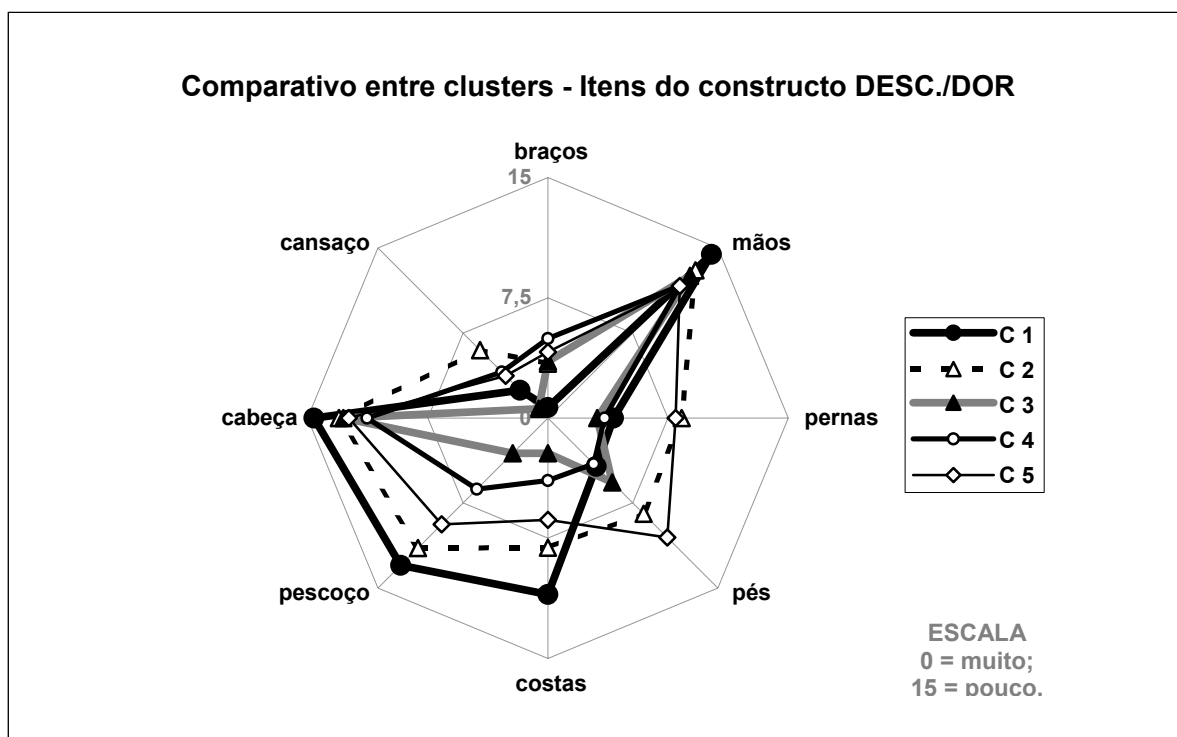 Comparativo entre clusters - Itens do constructo DESC./DOR
braços
15
cansaço
mãos
7,5
cabeça
0
pernas
C 1
C 2
C 3
C 4
C 5
pescoço
pés
costas
ESCALA
0 = muito;
15 = pouco.